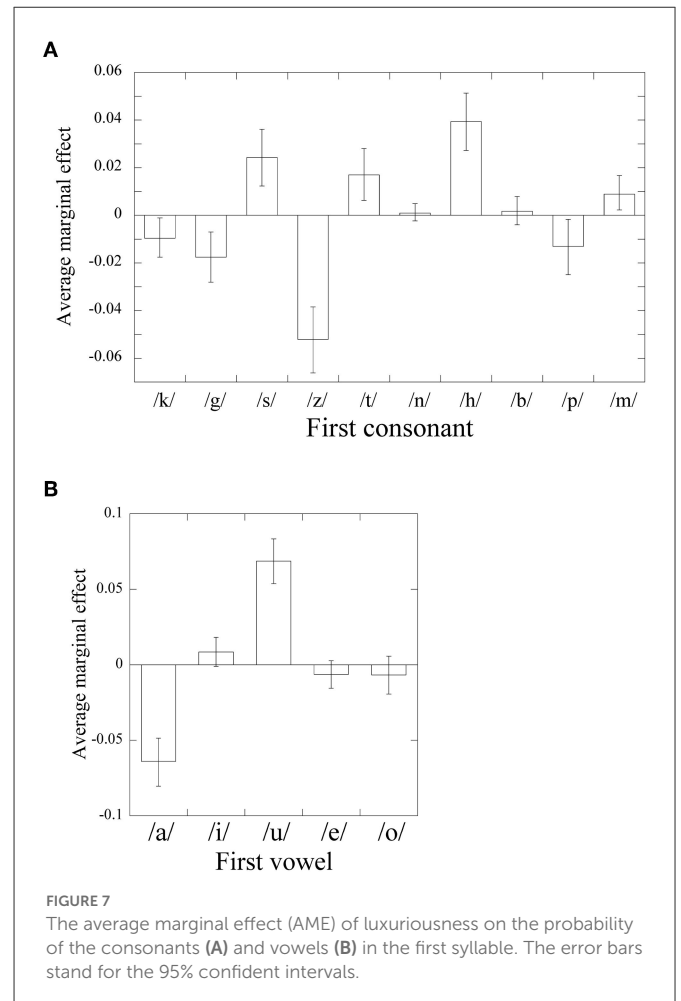 A
0.06
0.04
0.02
0
-0.02
-0.04
-0.06
Average marginal effect
/k/ /g/ /s/ /z/ /t/ /n/ /h/ /b/ /p/ /m/
First consonant
B
0.1
0.05
0
-0.05
-0.1
Average marginal effect
/a/ /i/ /u/ /e/ /o/
First vowel
FIGURE 7
The average marginal effect (AME) of luxuriousness on the probability
of the consonants (A) and vowels (B) in the first syllable. The error bars
stand for the 95% confident intervals.